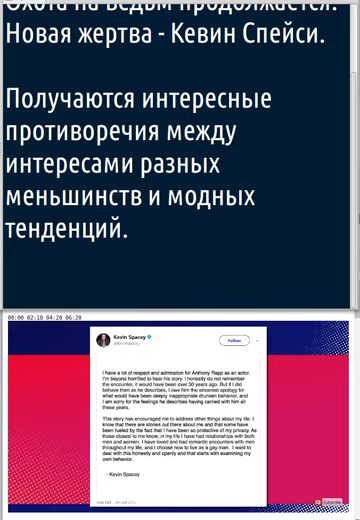 Охота на ведьм продолжается.
Новая жертва - Кевин Спейси.
Получаются интересные
противоречия между
интересами разных
меньшинств и модных
тенденций.
00:00 02:10 04:20 06:20
Kevin Spacey
@KevinSpacey
Follow
I have a lot of respect and admiration for Anthony Rapp as an actor.
I'm beyond horrified to hear his story. I honestly do not remember
the encounter, it would have been over 30 years ago. But if I did
behave then as he describes, I owe him the sincerest apology for
what would have been deeply inappropriate drunken behavior, and
I am sorry for the feelings he describes having carried with him all
these years.
This story has encouraged me to address other things about my life. I
know that there are stories out there about me and that some have
been fueled by the fact that I have been so protective of my privacy. As
those closest to me know, in my life I have had relationships with both
men and women. I have loved and had romantic encounters with men
throughout my life, and I choose now to live as a gay man. I want to
deal with this honestly and openly and that starts with examining my
own behavior.
- Kevin Spacey